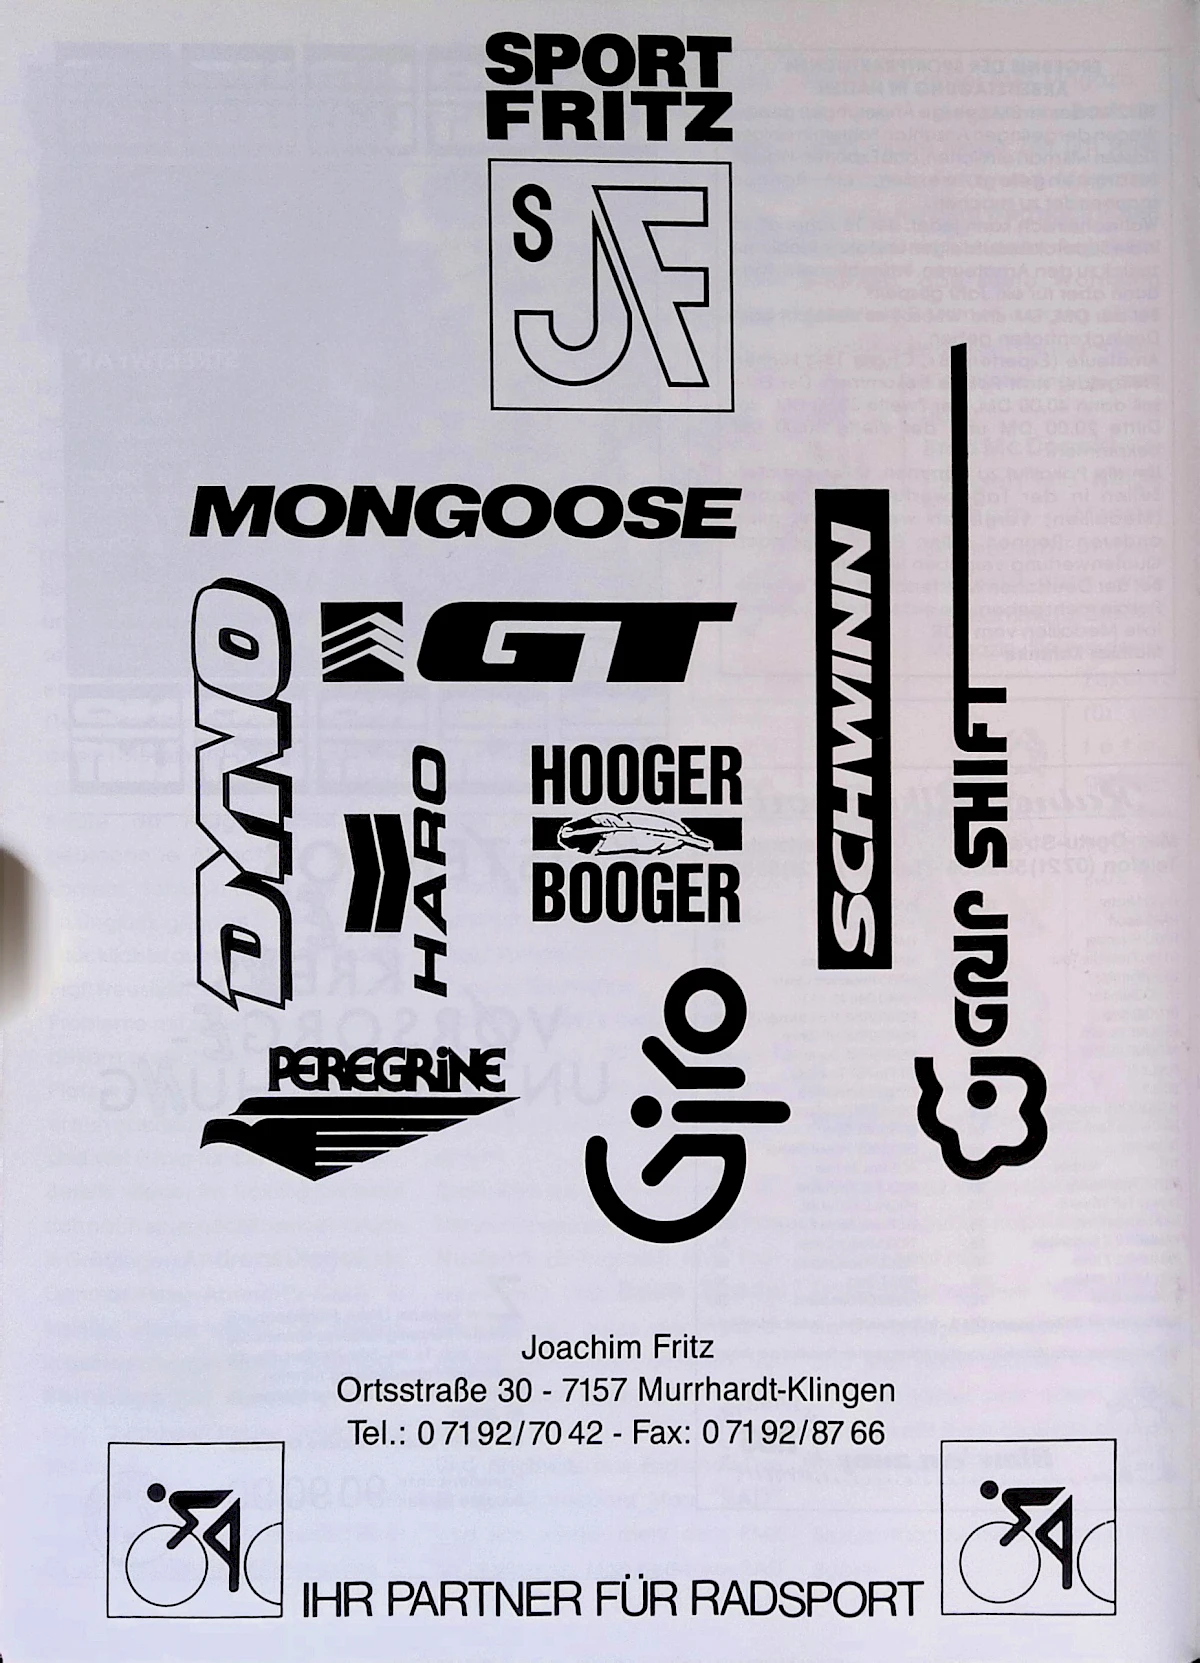 SPORT
FRITZ
S JF
MONGOOSE
DYNO
GT
HARO
HOOGER
BOOGER
SCHWINN
GRIP SHIFT
PEREGRINE
Giro
Joachim Fritz
Ortsstraße 30 - 7157 Murrhardt-Klingen
Tel.: 0 71 92/70 42 - Fax: 0 71 92/87 66
IHR PARTNER FÜR RADSPORT